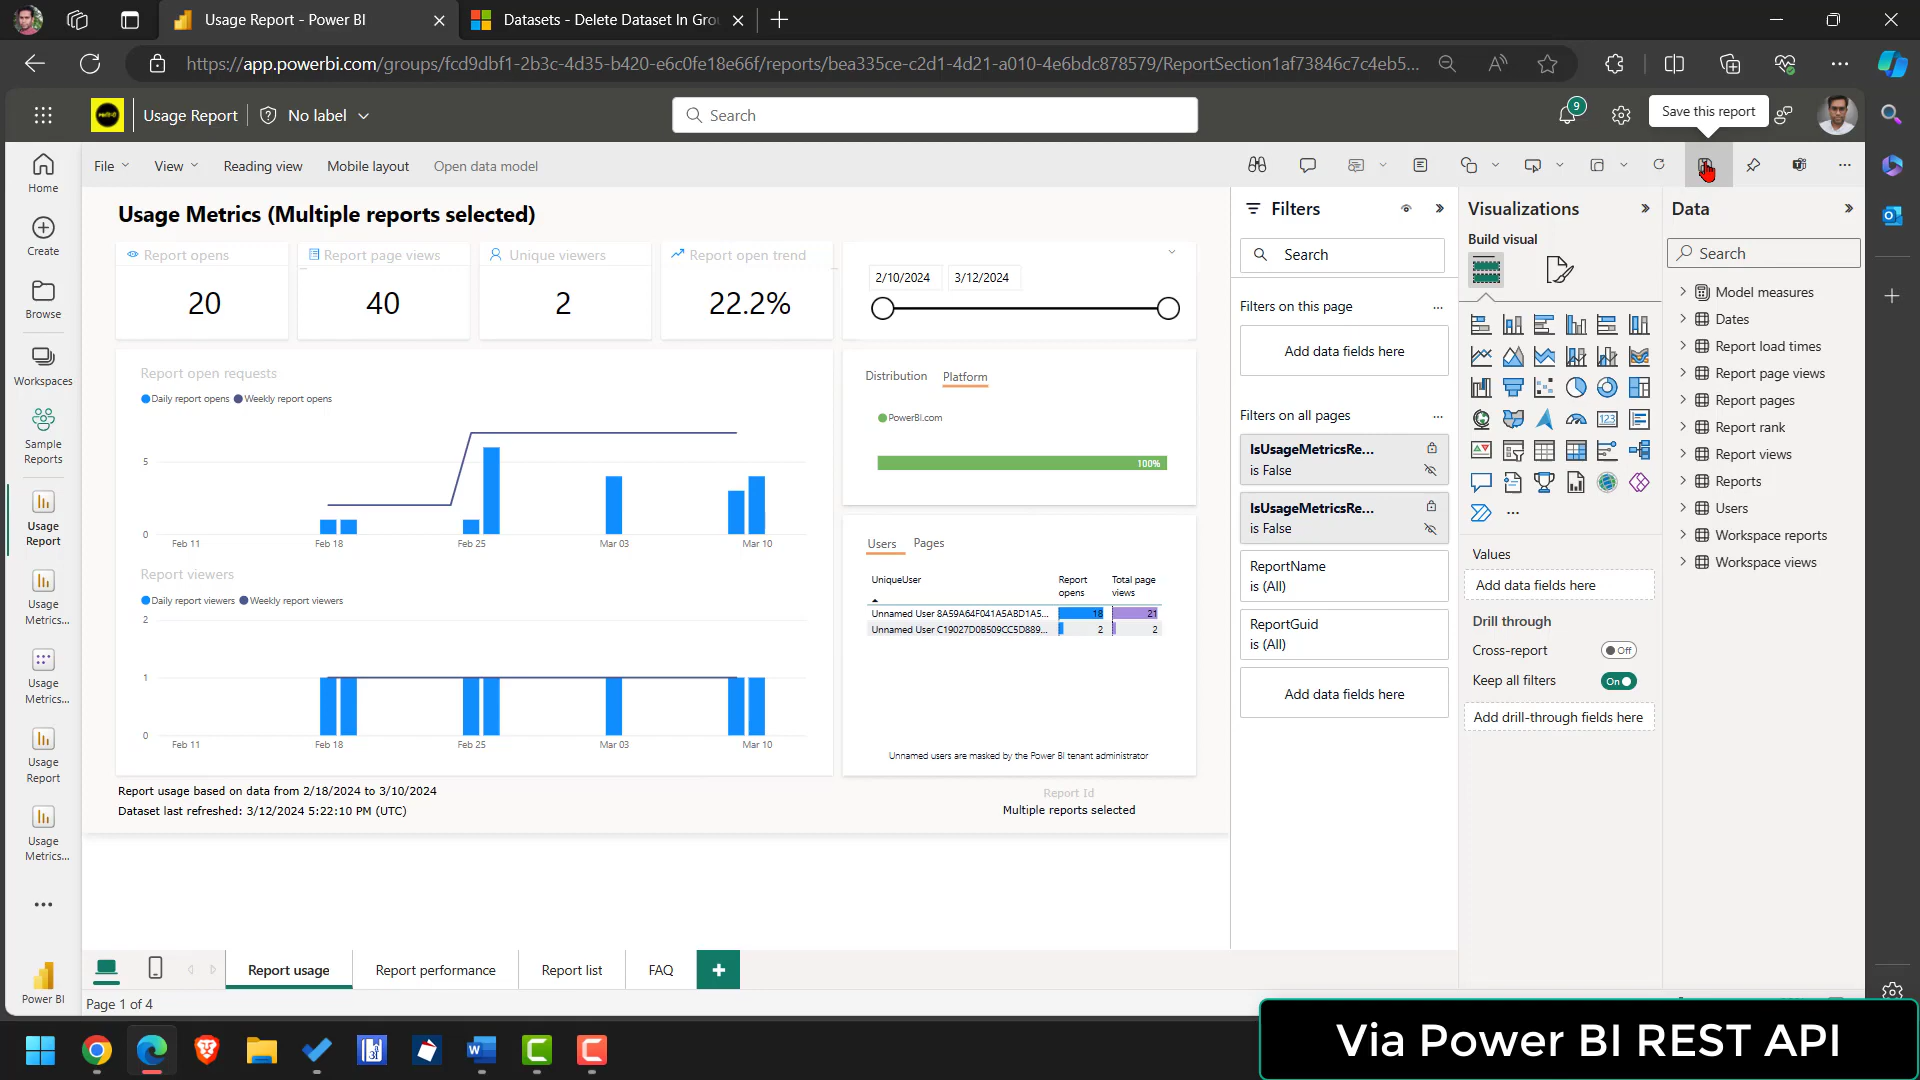 Usage Report - Power BI
Datasets - Delete Dataset In Gro
https://app.powerbi.com/groups/fcd9dbf1-2b3c-4d35-b420-e6c0fe18e66f/reports/bea335ce-c2d1-4d21-a010-4e6bdc878579/ReportSection1af73846c7c4eb5...
Usage Report
No label
Search
9
Save this report
File
View
Reading view
Mobile layout
Open data model
Home
Create
Browse
Workspaces
Sample
Reports
Usage
Report
Usage
Metrics...
Usage
Metrics...
Usage
Report
Usage
Metrics...
Power BI
Usage Metrics (Multiple reports selected)
Report opens
20
Report page views
40
Unique viewers
2
Report open trend
22.2%
2/10/2024
3/12/2024
Report open requests
Daily report opens
Weekly report opens
5
0
Feb 11
Feb 18
Feb 25
Mar 03
Mar 10
Report viewers
Daily report viewers
Weekly report viewers
2
1
0
Feb 11
Feb 18
Feb 25
Mar 03
Mar 10
Distribution
Platform
PowerBI.com
100%
Users
Pages
UniqueUser
Report
opens
Total page
views
Unnamed User 8A59A64F041A5A8D1A5...
18
21
Unnamed User C19027D0B509CC5D889...
2
2
Unnamed users are masked by the Power BI tenant administrator
Report usage based on data from 2/18/2024 to 3/10/2024
Dataset last refreshed: 3/12/2024 5:22:10 PM (UTC)
Report Id
Multiple reports selected
Filters
Search
Filters on this page
Add data fields here
Filters on all pages
IsUsageMetricsRe...
is False
IsUsageMetricsRe...
is False
ReportName
is (All)
ReportGuid
is (All)
Add data fields here
Visualizations
Build visual
123
Values
Add data fields here
Drill through
Cross-report
Off
Keep all filters
On
Add drill-through fields here
Data
Search
Model measures
Dates
Report load times
Report page views
Report pages
Report rank
Report views
Reports
Users
Workspace reports
Workspace views
Report usage
Report performance
Report list
FAQ
Page 1 of 4
Via Power BI REST API